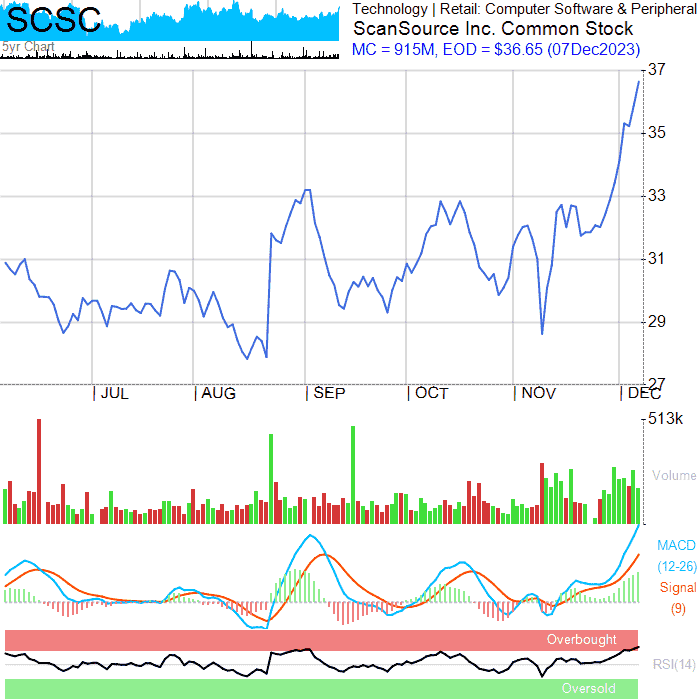 SCSC
5yr Chart
Technology | Retail: Computer Software & Peripheral
ScanSource Inc. Common Stock
MC = 915M, EOD = $36.65 (07Dec2023)
37
35
33
31
29
27
| JUL | AUG | SEP | OCT | NOV | DEC
513k
Volume
MACD
(12-26)
Signal
(9)
Overbought
RSI(14)
Oversold